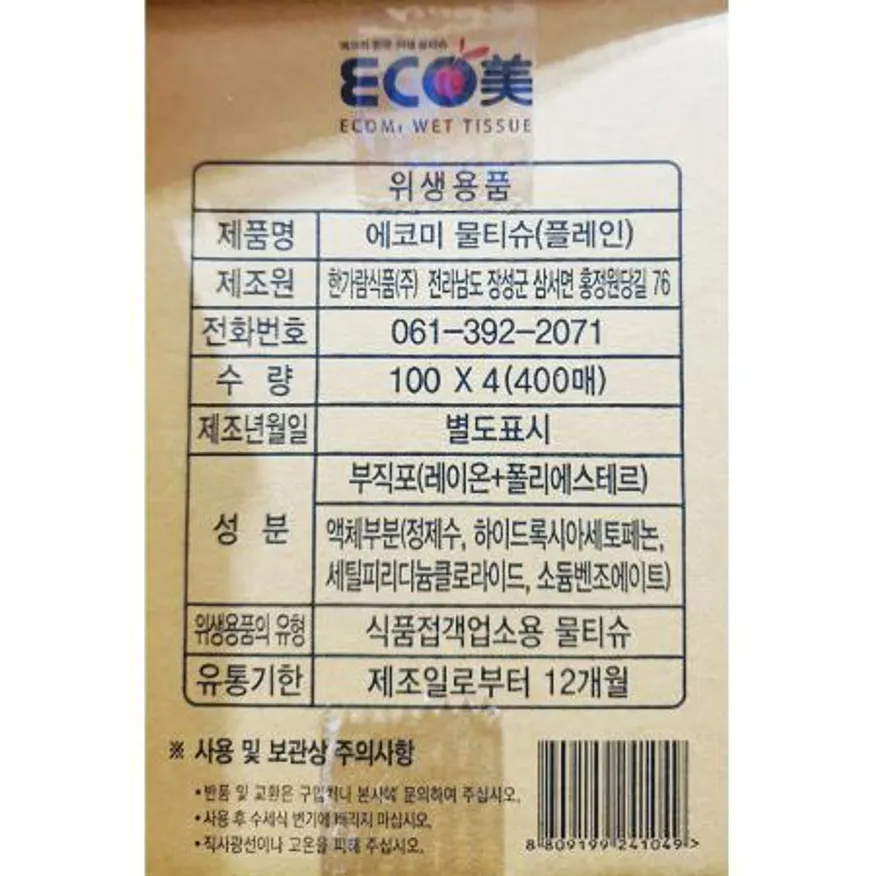 ECO美
ECOMi WET TISSUE
위생용품
제품명 에코미 물티슈(플레인)
제조원 한가람식품(주) 전라남도 장성군 삼서면 홍정원당길 76
전화번호 061-392-2071
수 량 100 X 4(400매)
제조년월일 별도표시
성 분 부직포(레이온+폴리에스테르)
액체부분(정제수, 하이드록시아세토페논,
세틸피리디늄클로라이드, 소듐벤조에이트)
위생용품의 유형 식품접객업소용 물티슈
유통기한 제조일로부터 12개월
※ 사용 및 보관상 주의사항
• 반품 및 교환은 구입처나 본사에 문의하여 주십시오.
• 사용 후 수세식 변기에 버리지 마십시오.
• 직사광선이나 고온을 피해 주십시오.
8 809199 241049 >